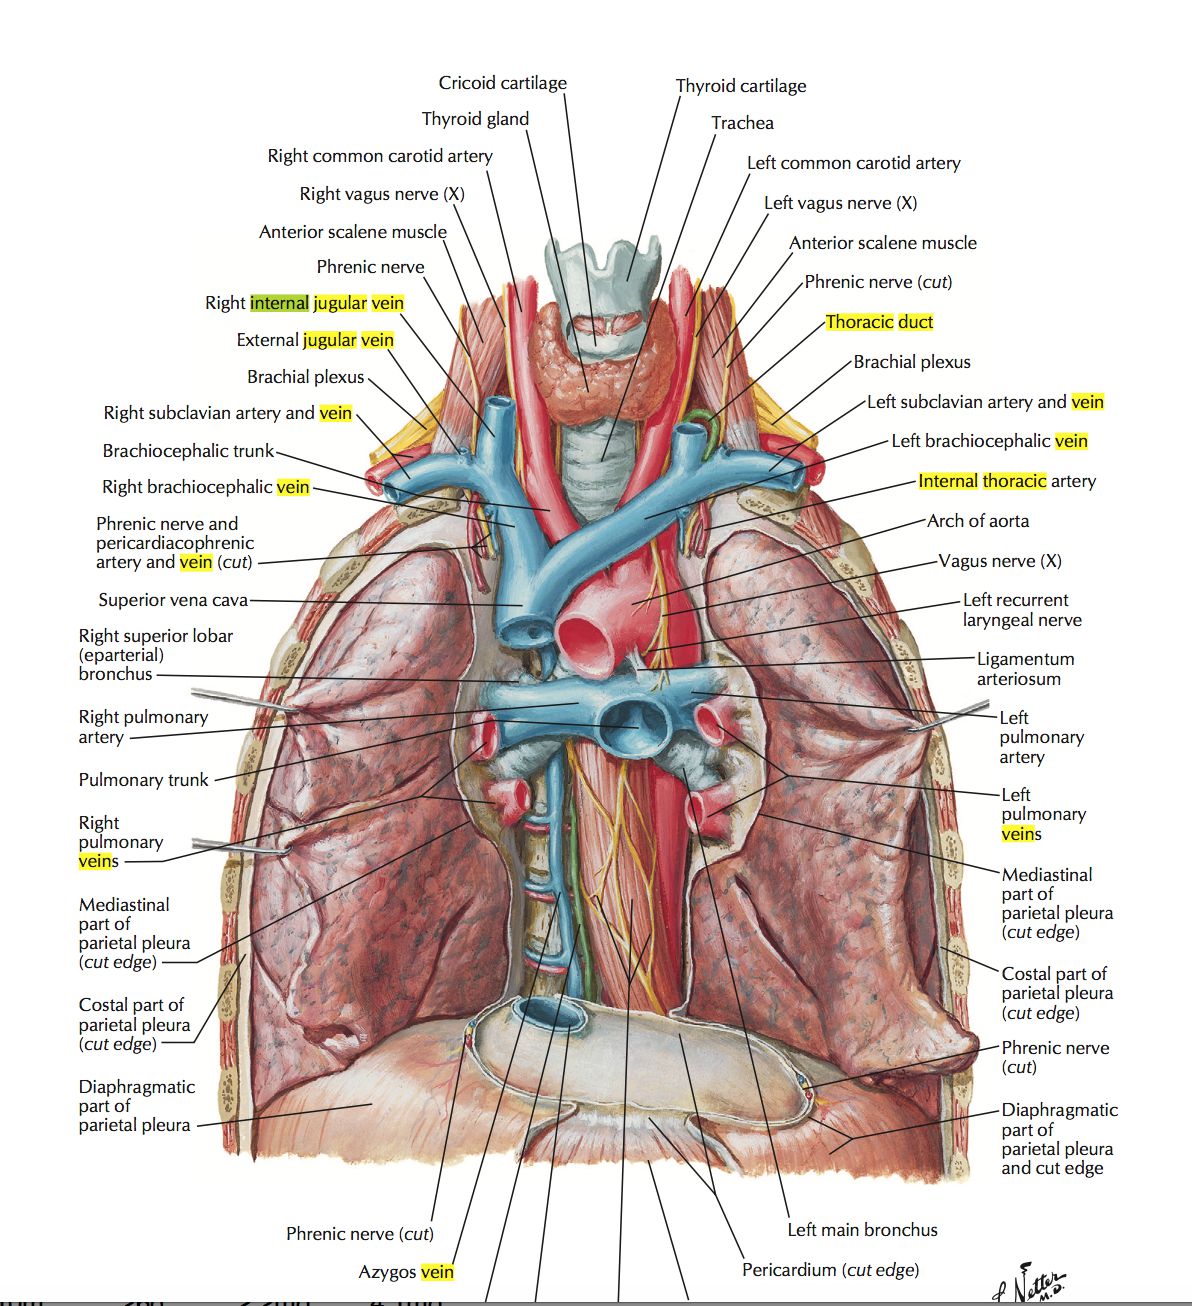 Cricoid cartilage
Thyroid cartilage
Thyroid gland
Trachea
Right common carotid artery
Left common carotid artery
Right vagus nerve (X)
Left vagus nerve (X)
Anterior scalene muscle
Anterior scalene muscle
Phrenic nerve
Phrenic nerve (cut)
Right internal jugular vein
Thoracic duct
External jugular vein
Brachial plexus
Brachial plexus
Right subclavian artery and vein
Left subclavian artery and vein
Brachiocephalic trunk
Left brachiocephalic vein
Right brachiocephalic vein
Internal thoracic artery
Phrenic nerve and
pericardiacophrenic
artery and vein (cut)
Arch of aorta
Vagus nerve (X)
Superior vena cava
Left recurrent
laryngeal nerve
Right superior lobar
(eparterial)
bronchus
Ligamentum
arteriosum
Right pulmonary
artery
Left
pulmonary
artery
Pulmonary trunk
Left
pulmonary
veins
Right
pulmonary
veins
Mediastinal
part of
parietal pleura
(cut edge)
Mediastinal
part of
parietal pleura
(cut edge)
Costal part of
parietal pleura
(cut edge)
Costal part of
parietal pleura
(cut edge)
Phrenic nerve
(cut)
Diaphragmatic
part of
parietal pleura
Diaphragmatic
part of
parietal pleura
and cut edge
Phrenic nerve (cut)
Left main bronchus
Azygos vein
Pericardium (cut edge)
Netter
M.D.